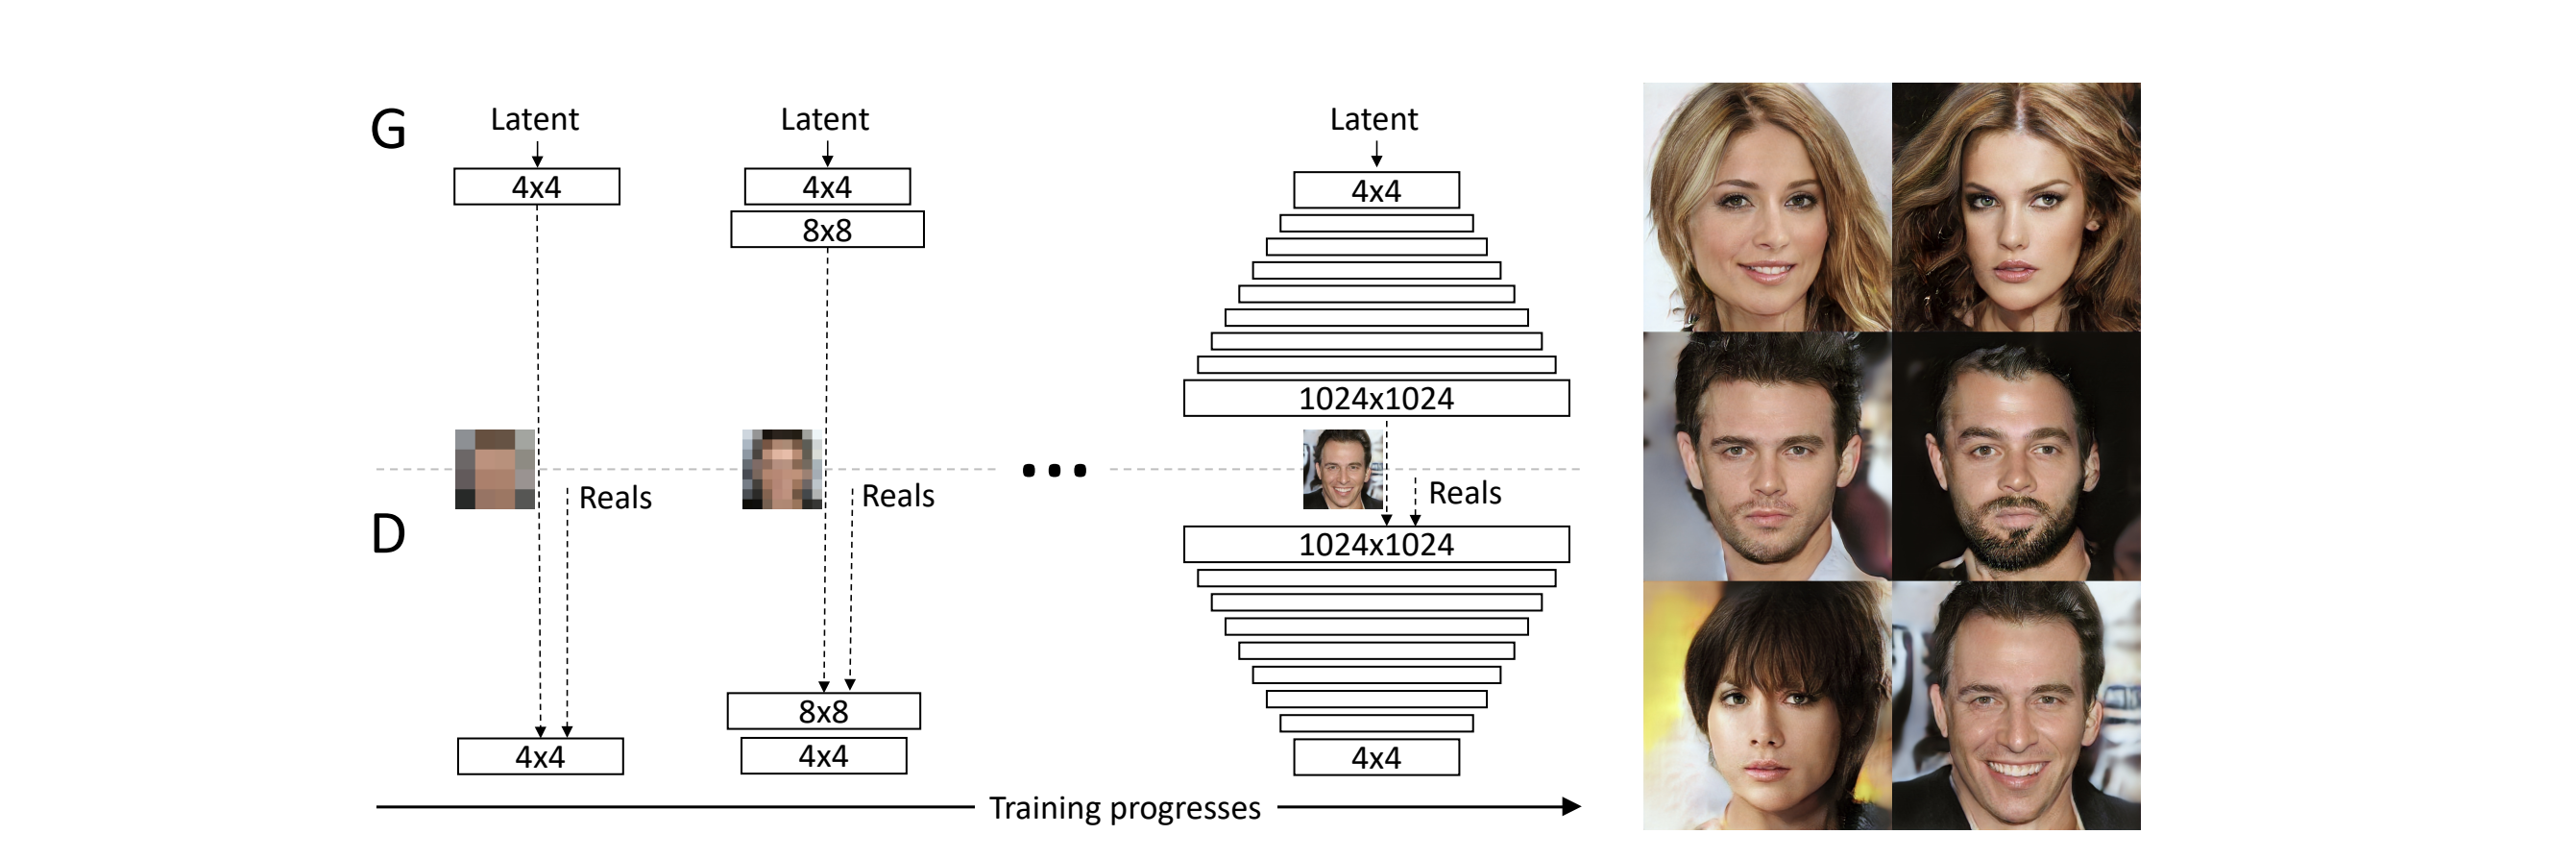 G
Latent
Latent
Latent
4x4
4x4
4x4
8x8
1024x1024
Reals
Reals
Reals
D
1024x1024
8x8
4x4
4x4
4x4
Training progresses